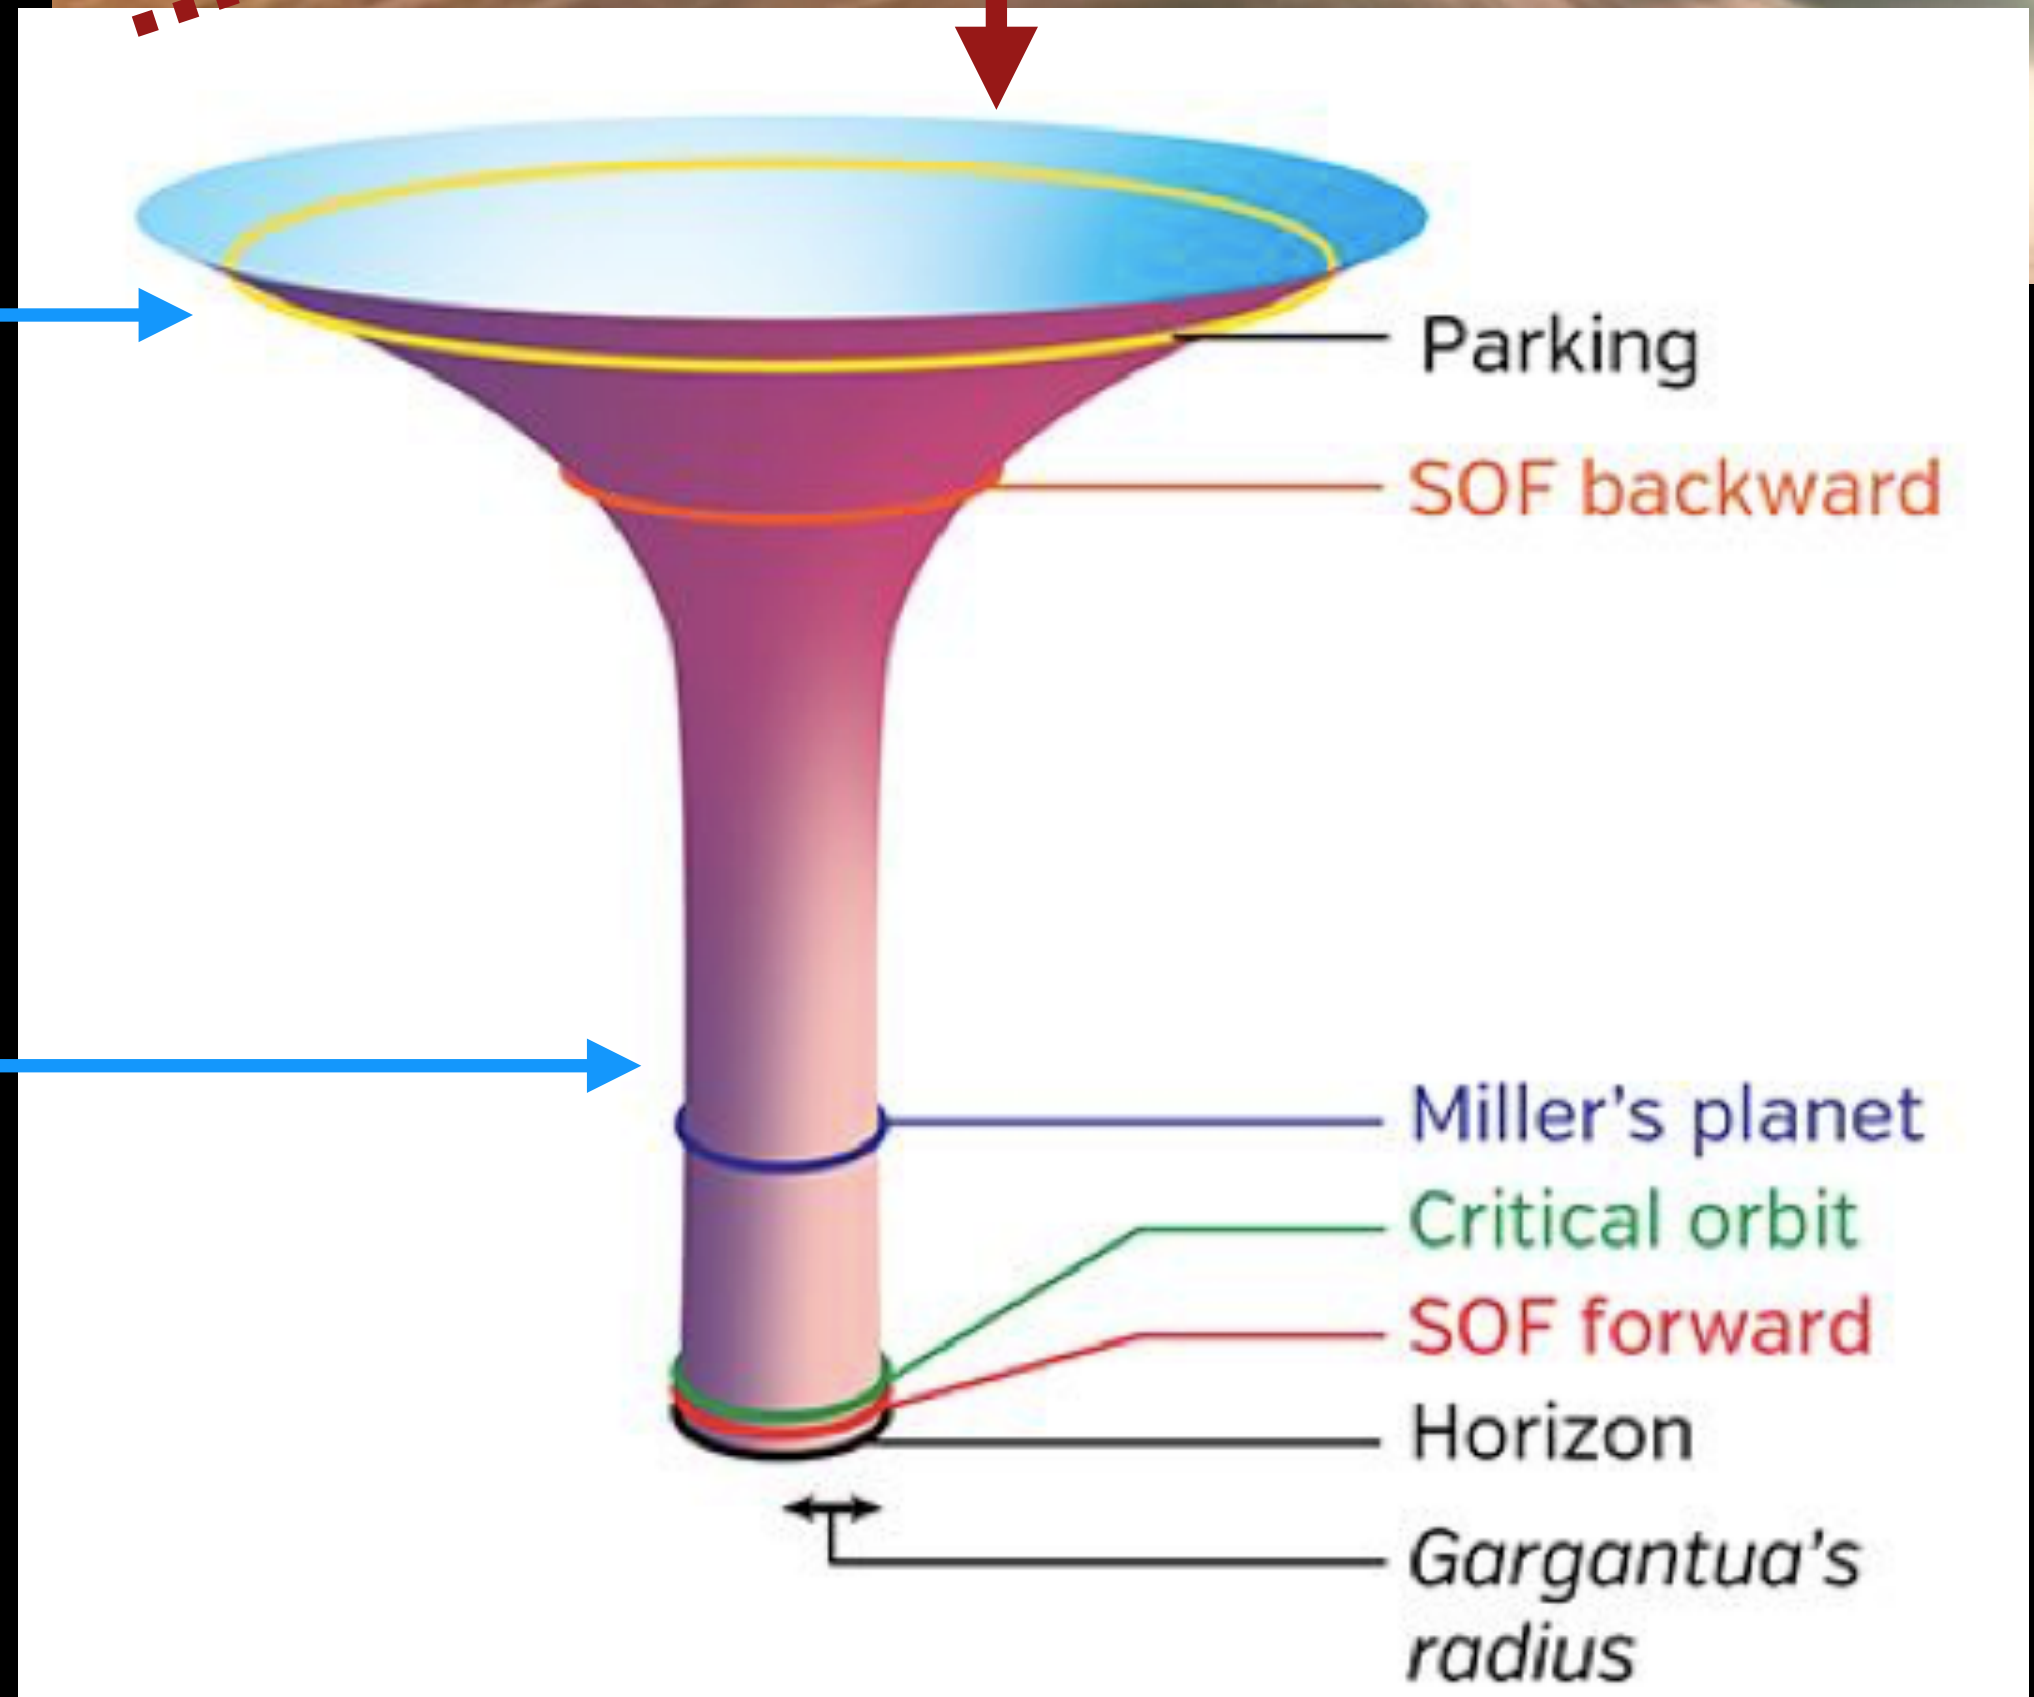 Parking
SOF backward
Miller's planet
Critical orbit
SOF forward
Horizon
Gargantua's
radius